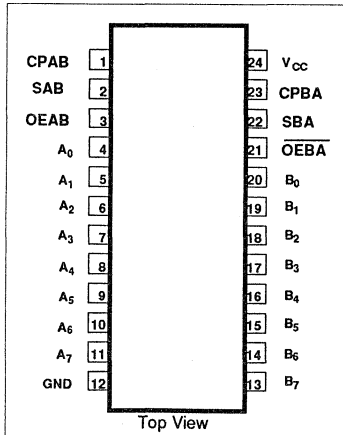 CPAB 1 24 VCC
SAB 2 23 CPBA
OEAB 3 22 SBA
A0 4 21 OEBA
A1 5 20 B0
A2 6 19 B1
A3 7 18 B2
A4 8 17 B3
A5 9 16 B4
A6 10 15 B5
A7 11 14 B6
GND 12 13 B7
Top View